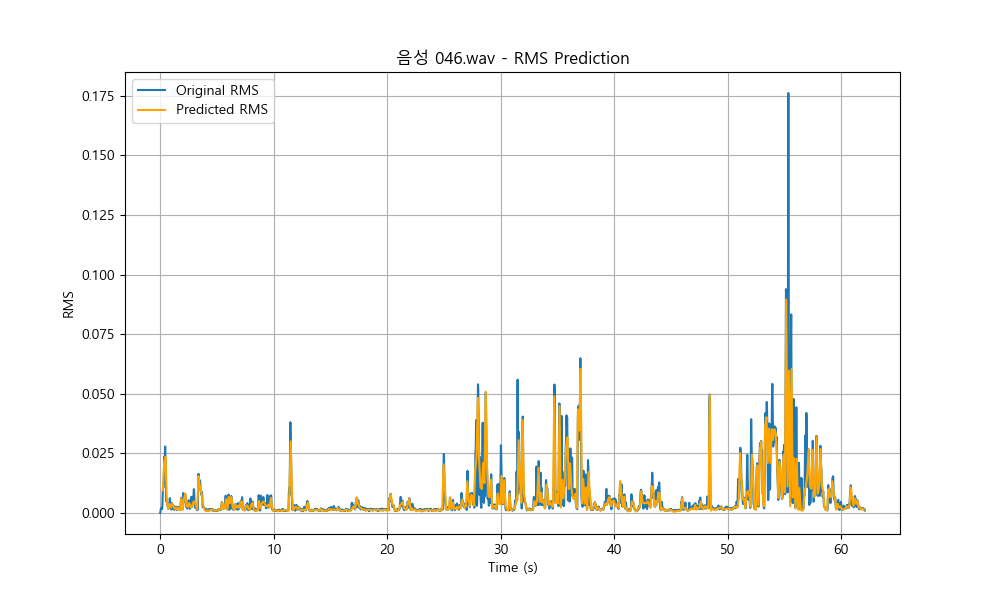 음성 046.wav - RMS Prediction
Original RMS
Predicted RMS
0.175
0.150
0.125
0.100
0.075
0.050
0.025
0.000
RMS
0 10 20 30 40 50 60
Time (s)